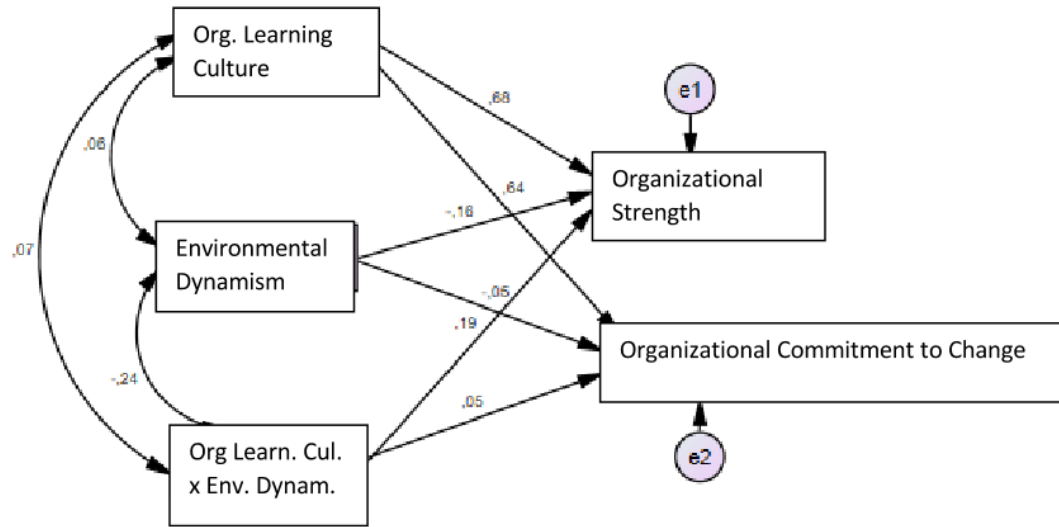 Org. Learning
Culture
e1
,68
,06
Organizational
Strength
,64
-,16
,07
Environmental
Dynamism
-,05
,19
Organizational Commitment to Change
-,24
,05
Org Learn. Cul.
x Env. Dynam.
e2